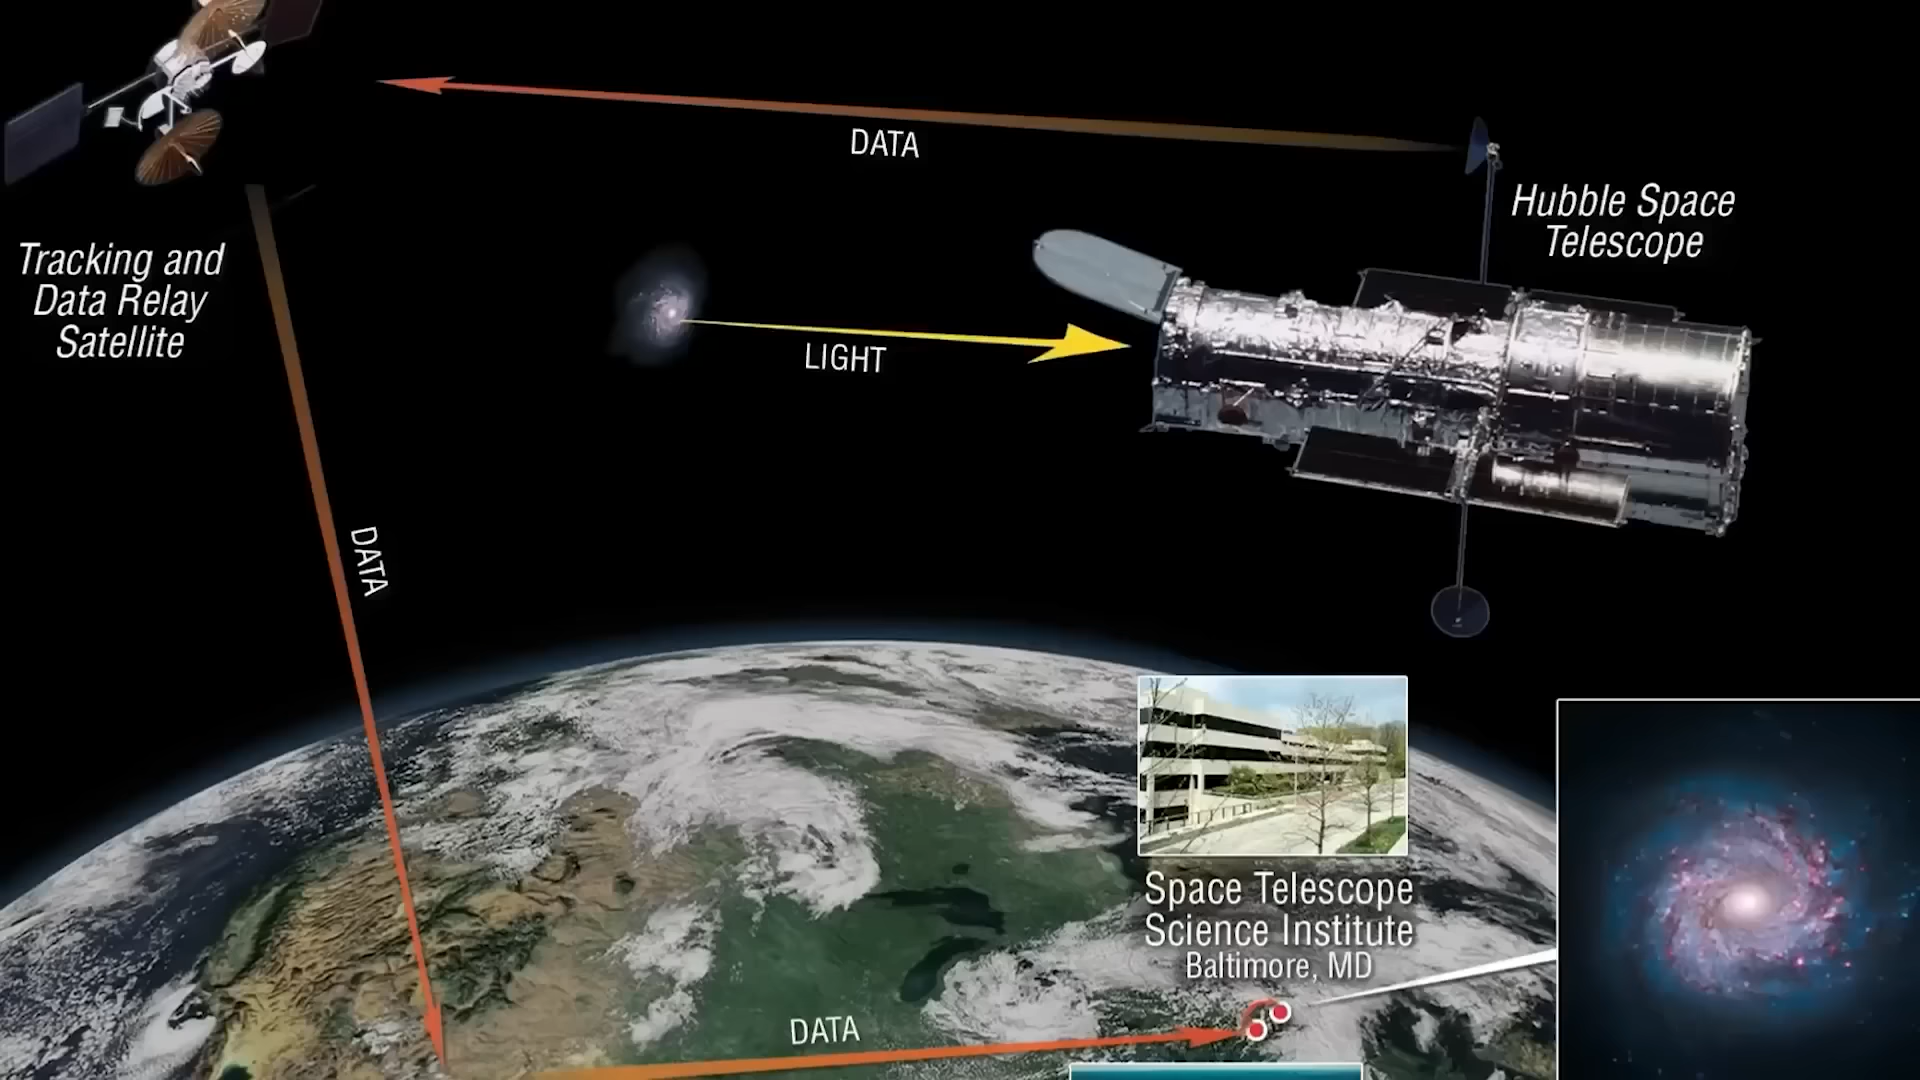 DATA
Hubble Space
Telescope
Tracking and
Data Relay
Satellite
LIGHT
DATA
Space Telescope
Science Institute
Baltimore, MD
DATA